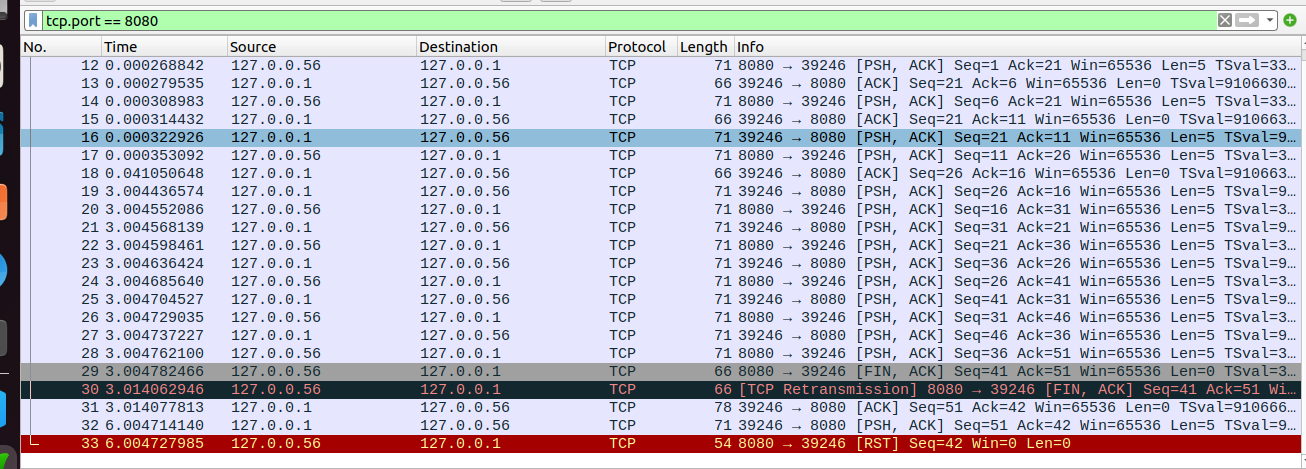 tcp.port == 8080
No. Time Source Destination Protocol Length Info
12 0.000268842 127.0.0.56 127.0.0.1 TCP 71 8080 → 39246 [PSH, ACK] Seq=1 Ack=21 Win=65536 Len=5 TSval=33…
13 0.000279535 127.0.0.1 127.0.0.56 TCP 66 39246 → 8080 [ACK] Seq=21 Ack=6 Win=65536 Len=0 TSval=9106630…
14 0.000308983 127.0.0.56 127.0.0.1 TCP 71 8080 → 39246 [PSH, ACK] Seq=6 Ack=21 Win=65536 Len=5 TSval=33…
15 0.000314432 127.0.0.1 127.0.0.56 TCP 66 39246 → 8080 [ACK] Seq=21 Ack=11 Win=65536 Len=0 TSval=910663…
16 0.000322926 127.0.0.1 127.0.0.56 TCP 71 39246 → 8080 [PSH, ACK] Seq=21 Ack=11 Win=65536 Len=5 TSval=9…
17 0.000353092 127.0.0.56 127.0.0.1 TCP 71 8080 → 39246 [PSH, ACK] Seq=11 Ack=26 Win=65536 Len=5 TSval=3…
18 0.041050648 127.0.0.1 127.0.0.56 TCP 66 39246 → 8080 [ACK] Seq=26 Ack=16 Win=65536 Len=0 TSval=910663…
19 3.004436574 127.0.0.1 127.0.0.56 TCP 71 39246 → 8080 [PSH, ACK] Seq=26 Ack=16 Win=65536 Len=5 TSval=9…
20 3.004552086 127.0.0.56 127.0.0.1 TCP 71 8080 → 39246 [PSH, ACK] Seq=16 Ack=31 Win=65536 Len=5 TSval=3…
21 3.004568139 127.0.0.1 127.0.0.56 TCP 71 39246 → 8080 [PSH, ACK] Seq=31 Ack=21 Win=65536 Len=5 TSval=9…
22 3.004598461 127.0.0.56 127.0.0.1 TCP 71 8080 → 39246 [PSH, ACK] Seq=21 Ack=36 Win=65536 Len=5 TSval=3…
23 3.004636424 127.0.0.1 127.0.0.56 TCP 71 39246 → 8080 [PSH, ACK] Seq=36 Ack=26 Win=65536 Len=5 TSval=9…
24 3.004685640 127.0.0.56 127.0.0.1 TCP 71 8080 → 39246 [PSH, ACK] Seq=26 Ack=41 Win=65536 Len=5 TSval=3…
25 3.004704527 127.0.0.1 127.0.0.56 TCP 71 39246 → 8080 [PSH, ACK] Seq=41 Ack=31 Win=65536 Len=5 TSval=9…
26 3.004729035 127.0.0.56 127.0.0.1 TCP 71 8080 → 39246 [PSH, ACK] Seq=31 Ack=46 Win=65536 Len=5 TSval=3…
27 3.004737227 127.0.0.1 127.0.0.56 TCP 71 39246 → 8080 [PSH, ACK] Seq=46 Ack=36 Win=65536 Len=5 TSval=9…
28 3.004762100 127.0.0.56 127.0.0.1 TCP 71 8080 → 39246 [PSH, ACK] Seq=36 Ack=51 Win=65536 Len=5 TSval=3…
29 3.004782466 127.0.0.56 127.0.0.1 TCP 66 8080 → 39246 [FIN, ACK] Seq=41 Ack=51 Win=65536 Len=0 TSval=3…
30 3.014062946 127.0.0.56 127.0.0.1 TCP 66 [TCP Retransmission] 8080 → 39246 [FIN, ACK] Seq=41 Ack=51 Wi…
31 3.014077813 127.0.0.1 127.0.0.56 TCP 78 39246 → 8080 [ACK] Seq=51 Ack=42 Win=65536 Len=0 TSval=910666…
32 6.004714140 127.0.0.1 127.0.0.56 TCP 66 39246 → 8080 [FIN, ACK] Seq=51 Ack=42 Win=65536 Len=0 TSval=9…
33 6.004727985 127.0.0.56 127.0.0.1 TCP 54 8080 → 39246 [RST] Seq=42 Win=0 Len=0